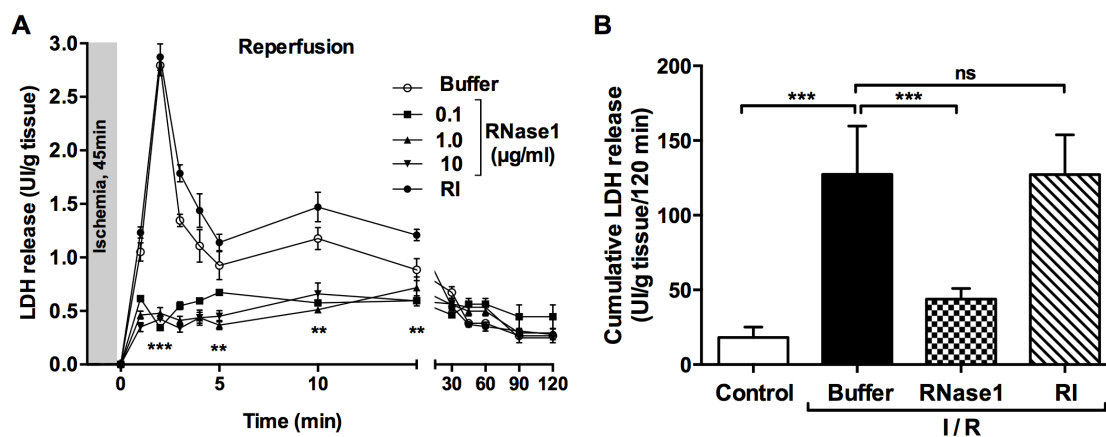 A
Reperfusion
LDH release (UI/g tissue)
3.0
2.5
2.0
1.5
1.0
0.5
0.0
Ischemia, 45min
Buffer
0.1
1.0
10
RI
RNase1
(µg/ml)
***
**
**
**
0
5
10
30
60
90
120
Time (min)
B
Cumulative LDH release
(UI/g tissue/120 min)
200
150
100
50
0
***
***
ns
Control
Buffer
RNase1
RI
I / R